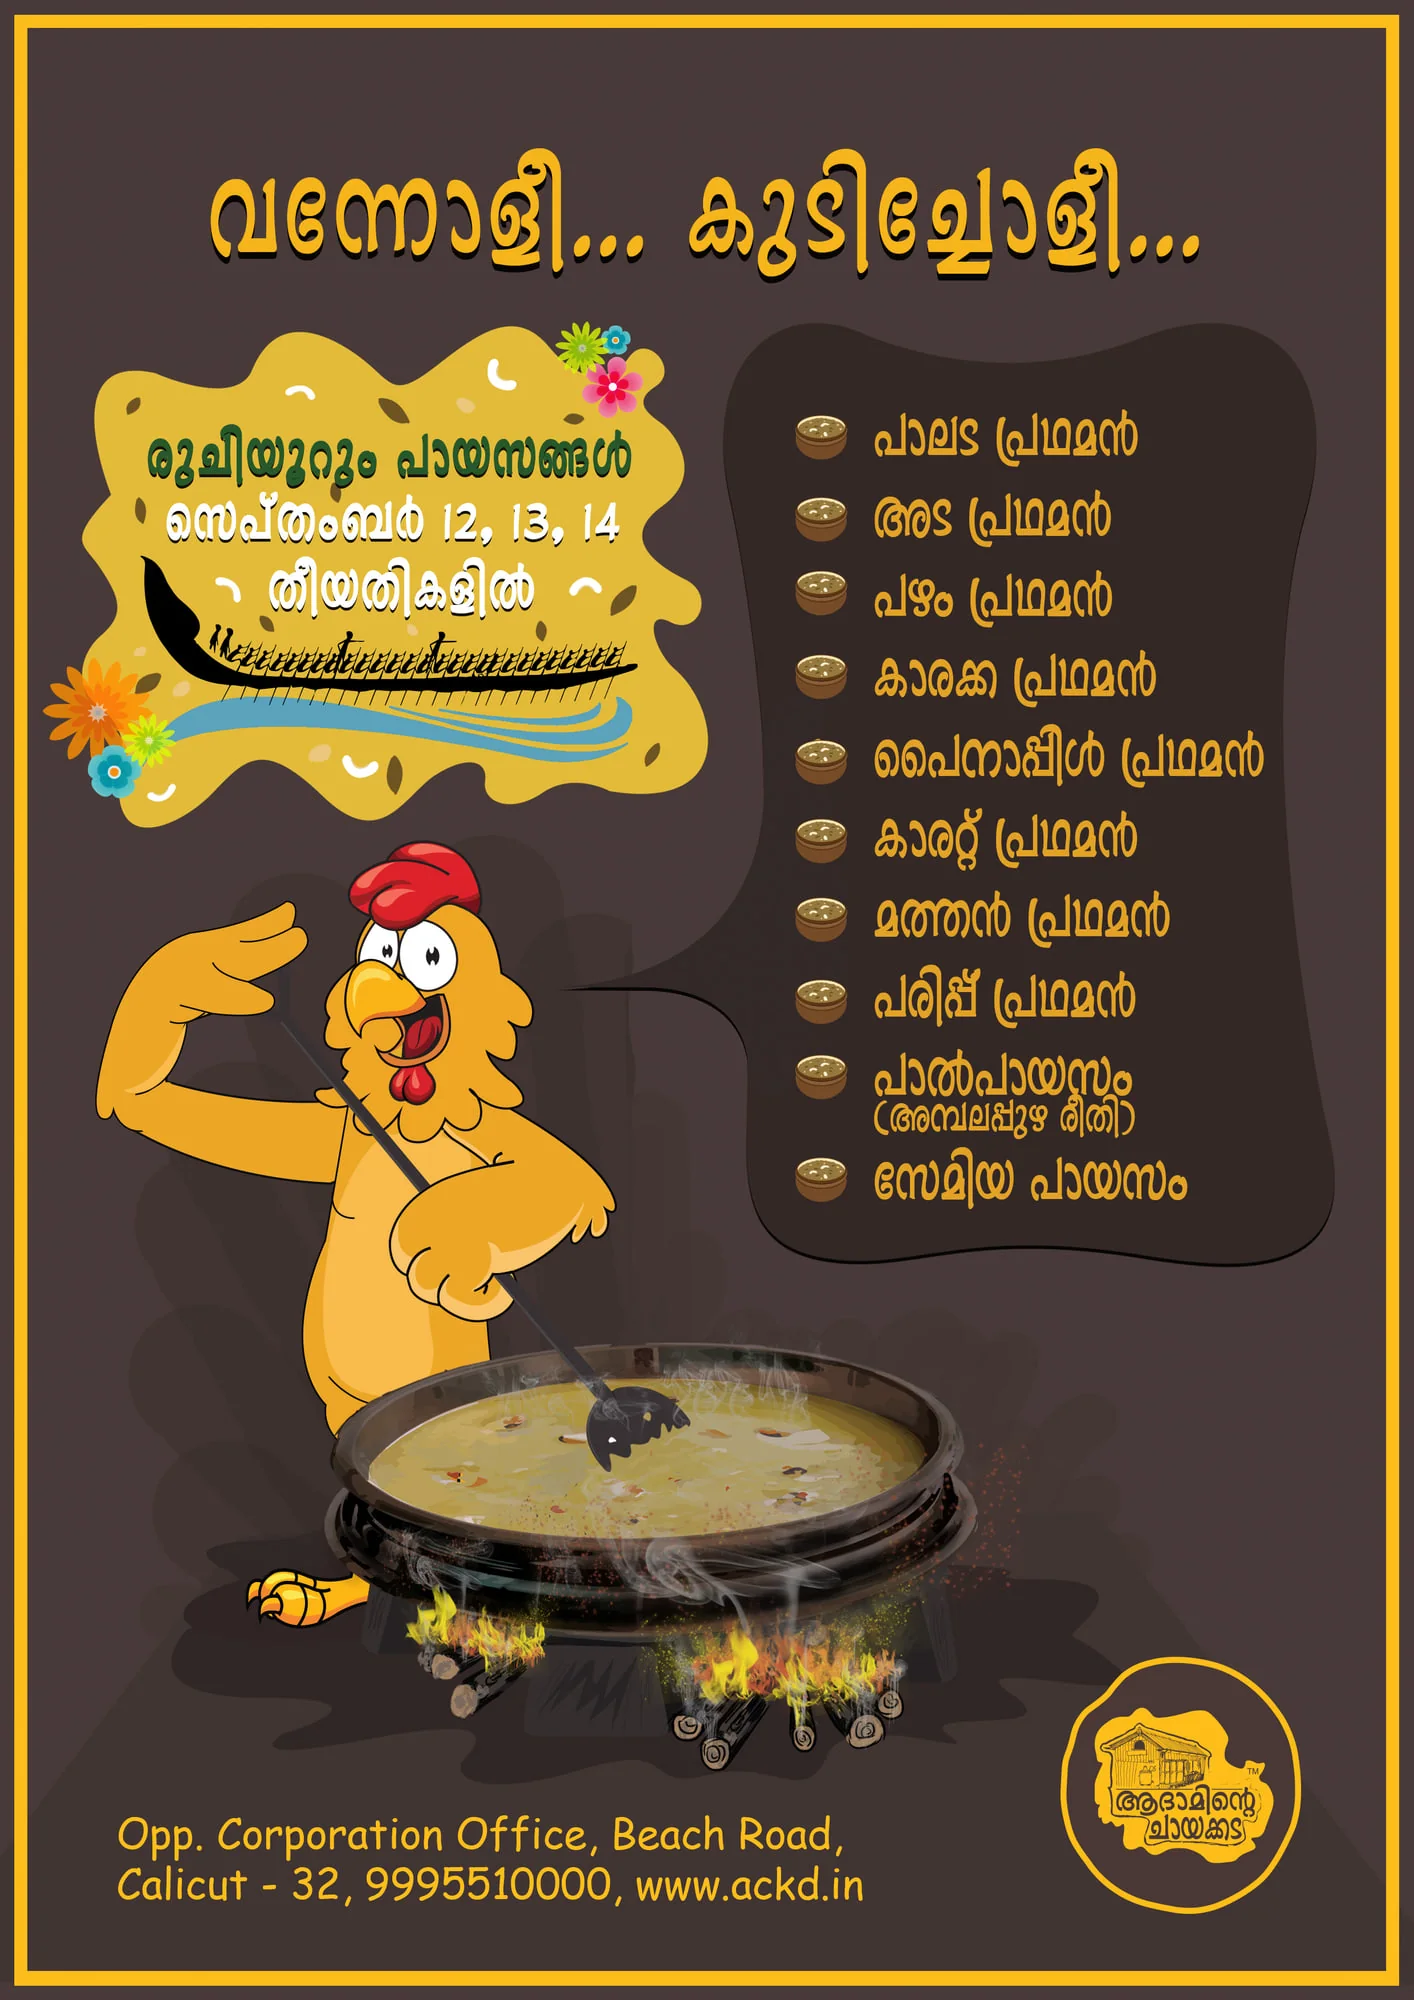 വന്നോളീ... കുടിച്ചോളീ...
രുചിയൂറും പായസങ്ങൾ
സെപ്തംബർ 12, 13, 14
തീയതികളിൽ
പാലട പ്രഥമൻ
അട പ്രഥമൻ
പഴം പ്രഥമൻ
കാരക്ക പ്രഥമൻ
പൈനാപ്പിൾ പ്രഥമൻ
കാരറ്റ് പ്രഥമൻ
മത്തൻ പ്രഥമൻ
പരിപ്പ് പ്രഥമൻ
പാൽപായസം
(അമ്പലപ്പുഴ രീതി)
സേമിയ പായസം
TM
ആദാമിന്റെ
ചായക്കട
Opp. Corporation Office, Beach Road,
Calicut - 32, 9995510000, www.ackd.in